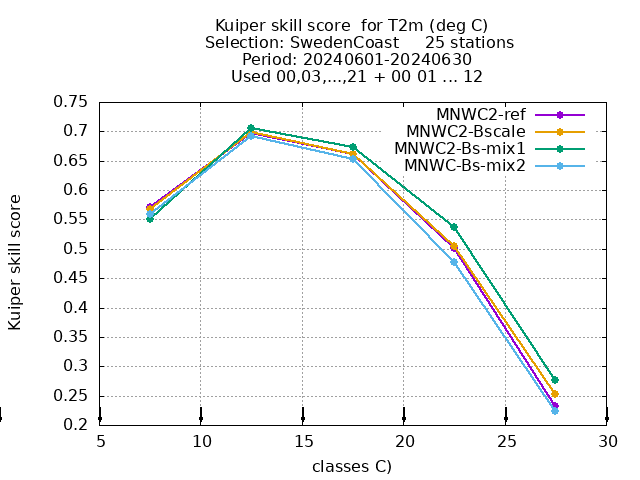 Kuiper skill score  for T2m (deg C)
Selection: SwedenCoast     25 stations
Period: 20240601-20240630
Used 00,03,...,21 + 00 01 ... 12
MNWC2-ref
MNWC2-Bscale
MNWC2-Bs-mix1
MNWC-Bs-mix2
Kuiper skill score
0.75
0.7
0.65
0.6
0.55
0.5
0.45
0.4
0.35
0.3
0.25
0.2
5 10 15 20 25 30
classes C)